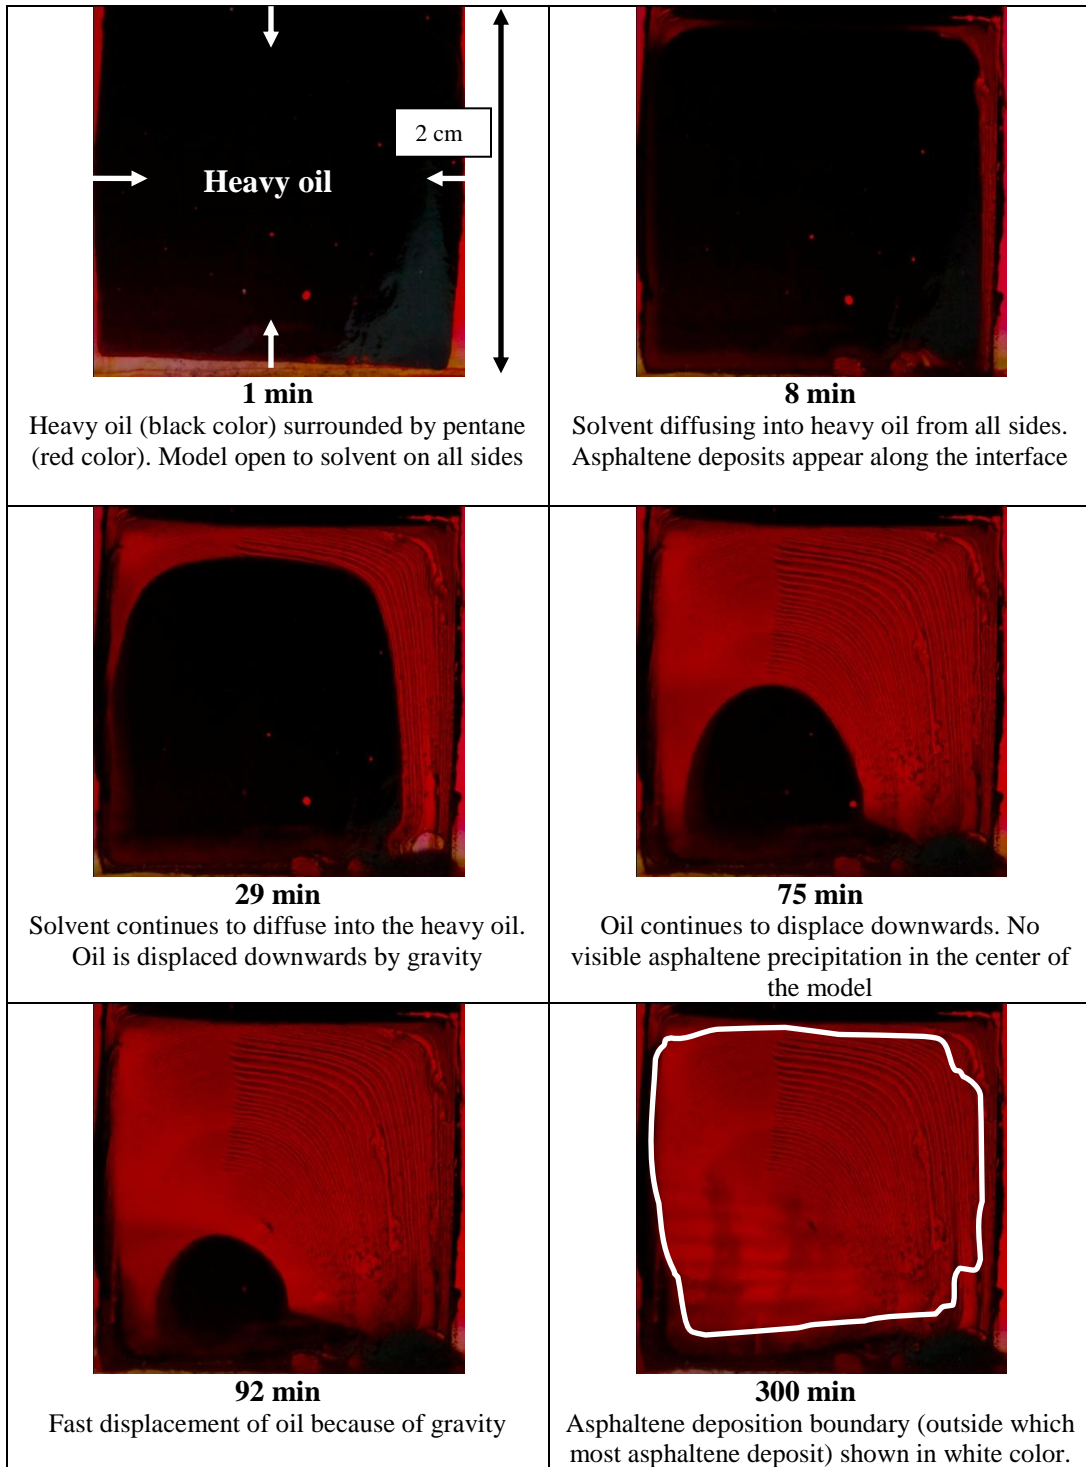 2 cm
Heavy oil
1 min
Heavy oil (black color) surrounded by pentane
(red color). Model open to solvent on all sides
8 min
Solvent diffusing into heavy oil from all sides.
Asphaltene deposits appear along the interface
29 min
Solvent continues to diffuse into the heavy oil.
Oil is displaced downwards by gravity
75 min
Oil continues to displace downwards. No
visible asphaltene precipitation in the center of
the model
92 min
Fast displacement of oil because of gravity
300 min
Asphaltene deposition boundary (outside which
most asphaltene deposit) shown in white color.